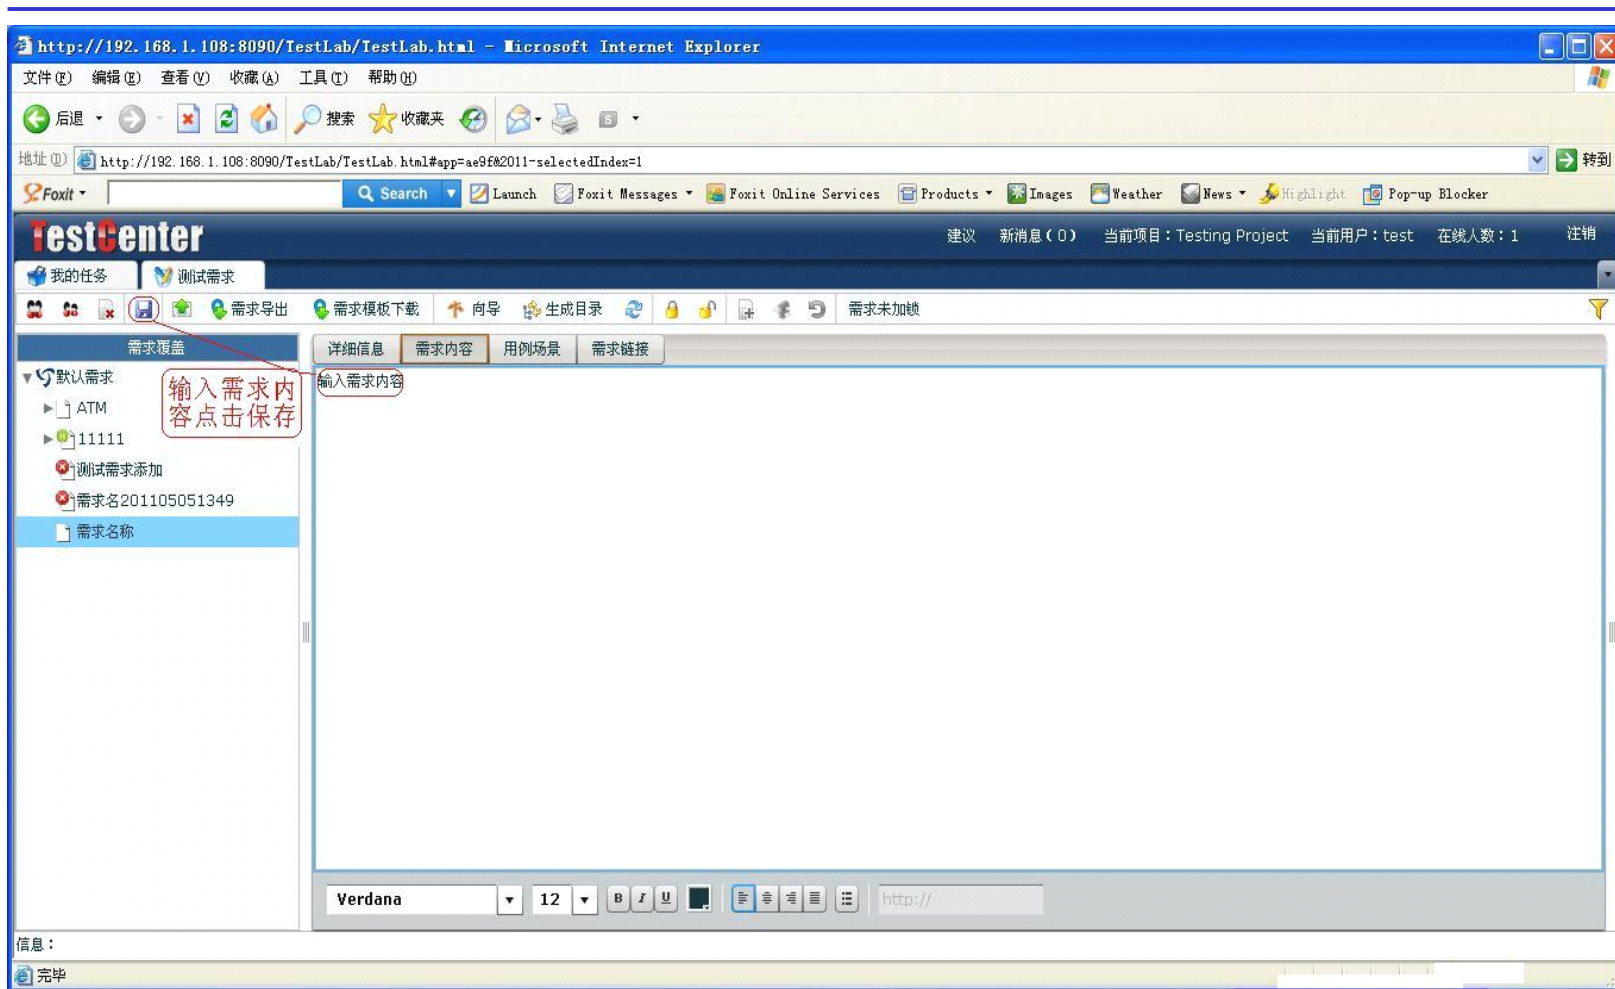 http://192.168.1.108:8090/TestLab/TestLab.html - Microsoft Internet Explorer
文件(F) 编辑(E) 查看(V) 收藏(A) 工具(T) 帮助(H)
后退 搜索 收藏夹
地址(D) http://192.168.1.108:8090/TestLab/TestLab.html#app=ae9f&2011-selectedIndex=1 转到
Foxit Search Launch Foxit Messages Foxit Online Services Products Images Weather News Highlight Pop-up Blocker
TestCenter 建议 新消息(0) 当前项目:Testing Project 当前用户:test 在线人数:1 注销
我的任务 测试需求
需求导出 需求模板下载 向导 生成目录 需求未加锁
需求覆盖 详细信息 需求内容 用例场景 需求链接
默认需求
输入需求内容
输入需求内
容点击保存
ATM
11111
测试需求添加
需求名201105051349
需求名称
Verdana 12 B I U http://
信息:
完毕